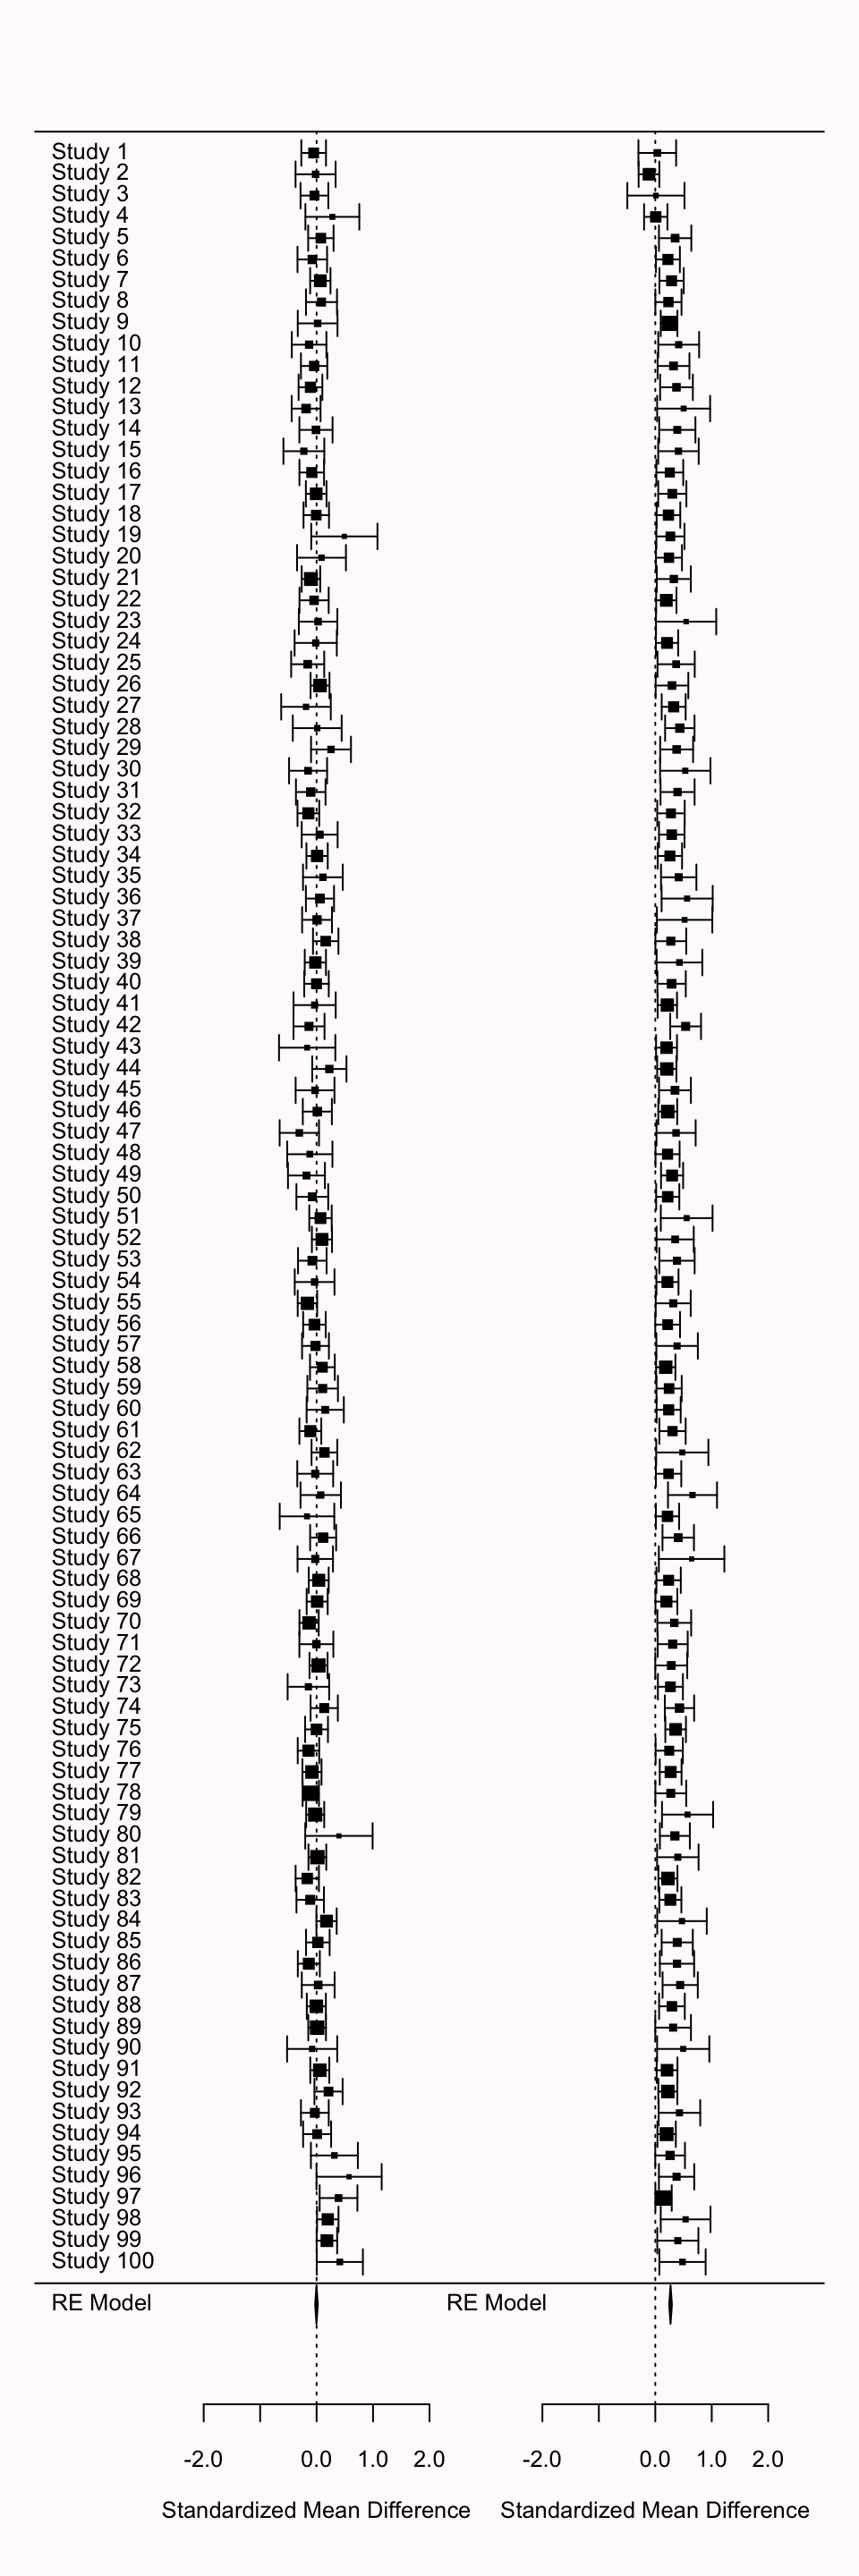 Study 1
Study 2
Study 3
Study 4
Study 5
Study 6
Study 7
Study 8
Study 9
Study 10
Study 11
Study 12
Study 13
Study 14
Study 15
Study 16
Study 17
Study 18
Study 19
Study 20
Study 21
Study 22
Study 23
Study 24
Study 25
Study 26
Study 27
Study 28
Study 29
Study 30
Study 31
Study 32
Study 33
Study 34
Study 35
Study 36
Study 37
Study 38
Study 39
Study 40
Study 41
Study 42
Study 43
Study 44
Study 45
Study 46
Study 47
Study 48
Study 49
Study 50
Study 51
Study 52
Study 53
Study 54
Study 55
Study 56
Study 57
Study 58
Study 59
Study 60
Study 61
Study 62
Study 63
Study 64
Study 65
Study 66
Study 67
Study 68
Study 69
Study 70
Study 71
Study 72
Study 73
Study 74
Study 75
Study 76
Study 77
Study 78
Study 79
Study 80
Study 81
Study 82
Study 83
Study 84
Study 85
Study 86
Study 87
Study 88
Study 89
Study 90
Study 91
Study 92
Study 93
Study 94
Study 95
Study 96
Study 97
Study 98
Study 99
Study 100
RE Model RE Model
-2.0 0.0 1.0 2.0 -2.0 0.0 1.0 2.0
Standardized Mean Difference Standardized Mean Difference